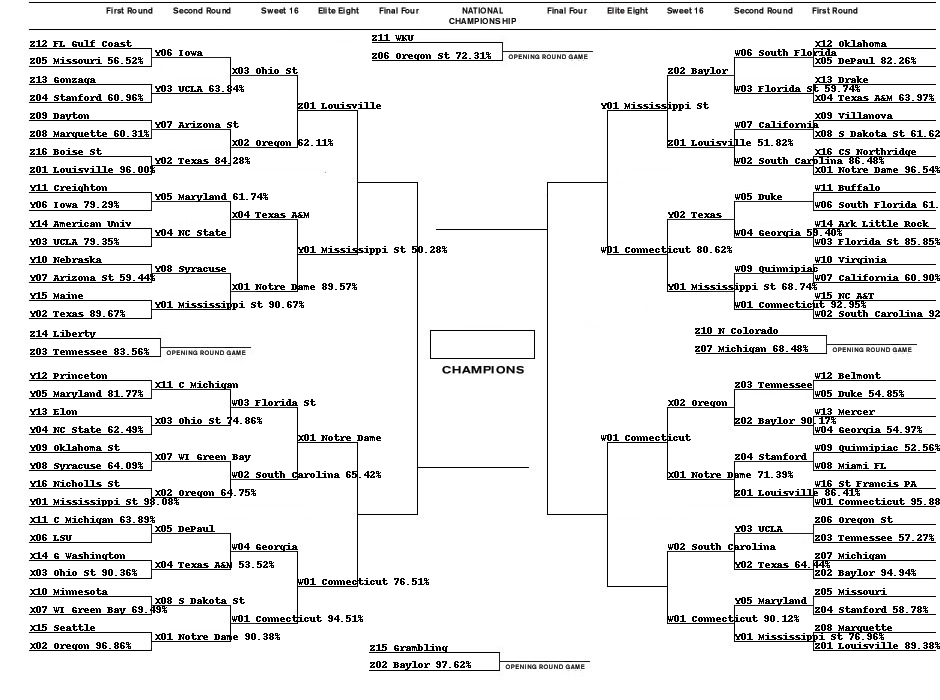 First Round Second Round Sweet 16 Elite Eight Final Four NATIONAL CHAMPIONSHIP Final Four Elite Eight Sweet 16 Second Round First Round
Z11 WKU
Z06 Oregon St 72.31%
OPENING ROUND GAME
Z12 FL Gulf Coast
Z05 Missouri 56.52%
Z13 Gonzaga
Z04 Stanford 60.96%
Z09 Dayton
Z08 Marquette 60.31%
Z16 Boise St
Z01 Louisville 96.00%
Y11 Creighton
Y06 Iowa 79.29%
Y14 American Univ
Y03 UCLA 79.35%
Y10 Nebraska
Y07 Arizona St 59.44%
Y15 Maine
Y02 Texas 89.67%
Z14 Liberty
Z03 Tennessee 83.56%
OPENING ROUND GAME
Y12 Princeton
Y05 Maryland 81.77%
Y13 Elon
Y04 NC State 62.49%
Y09 Oklahoma St
Y08 Syracuse 64.09%
Y16 Nicholls St
Y01 Mississippi St 98.08%
X11 C Michigan 63.89%
X06 LSU
X14 G Washington
X03 Ohio St 90.36%
X10 Minnesota
X07 WI Green Bay 69.49%
X15 Seattle
X02 Oregon 96.86%
Y06 Iowa
Y03 UCLA 63.84%
Y07 Arizona St
Y02 Texas 84.28%
Y05 Maryland 61.74%
Y04 NC State
Y08 Syracuse
Y01 Mississippi St 90.67%
X11 C Michigan
X03 Ohio St 74.86%
X07 WI Green Bay
X02 Oregon 64.75%
X05 DePaul
X04 Texas A&M 53.52%
X08 S Dakota St
X01 Notre Dame 90.38%
X03 Ohio St
X02 Oregon 62.11%
X04 Texas A&M
X01 Notre Dame 89.57%
W03 Florida St
W02 South Carolina 65.42%
W04 Georgia
W01 Connecticut 94.51%
Z01 Louisville
Y01 Mississippi St 50.28%
X01 Notre Dame
W01 Connecticut 76.51%
CHAMPIONS
Z15 Grambling
Z02 Baylor 97.62%
OPENING ROUND GAME
Y01 Mississippi St
W01 Connecticut 80.62%
W01 Connecticut
Z02 Baylor
Z01 Louisville 51.82%
Y02 Texas
Y01 Mississippi St 68.74%
X02 Oregon
X01 Notre Dame 71.39%
W02 South Carolina
W01 Connecticut 90.12%
W06 South Florida
W03 Florida St 59.74%
W07 California
W02 South Carolina 86.48%
W05 Duke
W04 Georgia 59.40%
W09 Quinnipiac
W01 Connecticut 92.95%
Z10 N Colorado
Z07 Michigan 68.48%
OPENING ROUND GAME
Z03 Tennessee
Z02 Baylor 90.17%
Z04 Stanford
Z01 Louisville 86.41%
Y03 UCLA
Y02 Texas 64.44%
Y05 Maryland
Y01 Mississippi St 76.96%
X12 Oklahoma
X05 DePaul 82.26%
X13 Drake
X04 Texas A&M 63.97%
X09 Villanova
X08 S Dakota St 61.62
X16 CS Northridge
X01 Notre Dame 96.54%
W11 Buffalo
W06 South Florida 61.
W14 Ark Little Rock
W03 Florida St 85.85%
W10 Virginia
W07 California 60.90%
W15 NC A&T
W02 South Carolina 92
W12 Belmont
W05 Duke 54.85%
W13 Mercer
W04 Georgia 54.97%
W09 Quinnipiac 52.56%
W08 Miami FL
W16 St Francis PA
W01 Connecticut 95.88
Z06 Oregon St
Z03 Tennessee 57.27%
Z07 Michigan
Z02 Baylor 94.94%
Z05 Missouri
Z04 Stanford 58.78%
Z08 Marquette
Z01 Louisville 89.38%